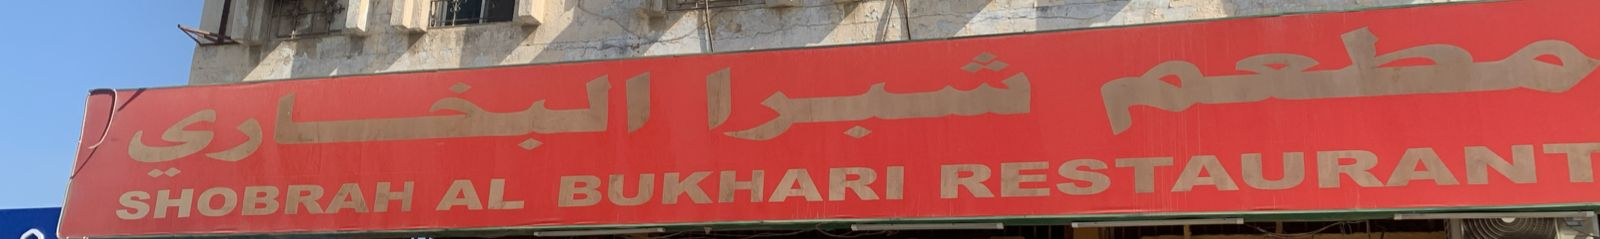 مطعم شبرا البخاري
SHOBRAH AL BUKHARI RESTAURANT